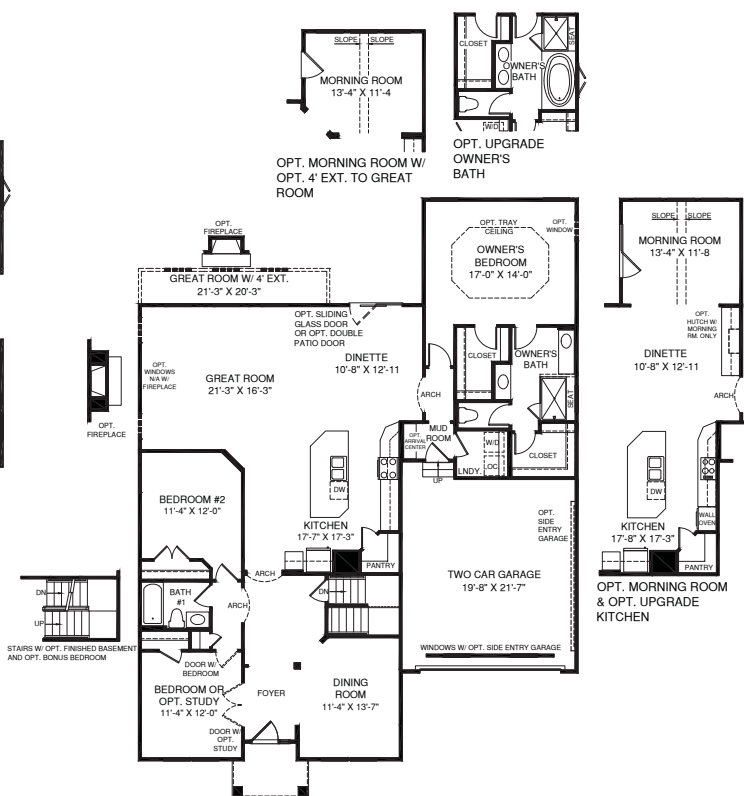 SLOPE SLOPE
MORNING ROOM
13'-4" X 11'-4
OPT. MORNING ROOM W/
OPT. 4' EXT. TO GREAT
ROOM
CLOSET
SEAT
OWNER'S
BATH
W/D
OPT. UPGRADE
OWNER'S
BATH
OPT.
FIREPLACE
GREAT ROOM W/ 4' EXT.
21'-3" X 20'-3"
OPT. TRAY
CEILING
OPT.
WINDOW
OWNER'S
BEDROOM
17'-0" X 14'-0"
SLOPE SLOPE
MORNING ROOM
13'-4" X 11'-8
OPT. SLIDING
GLASS DOOR
OR OPT. DOUBLE
PATIO DOOR
DINETTE
10'-8" X 12'-11
OPT.
WINDOWS
N/A W/
FIREPLACE
OPT.
FIREPLACE
GREAT ROOM
21'-3" X 16'-3"
CLOSET
OWNER'S
BATH
SEAT
ARCH
MUD
ROOM
OPT.
ARRIVAL
CENTER
UP
LNDY.
W/D
OC
CLOSET
OPT.
HUTCH W/
MORNING
RM. ONLY
DINETTE
10'-8" X 12'-11
ARCH
DW
WALL
OVEN
KITCHEN
17'-8" X 17'-3"
PANTRY
OPT. MORNING ROOM
& OPT. UPGRADE
KITCHEN
BEDROOM #2
11'-4" X 12'-0"
DW
KITCHEN
17'-7" X 17'-3"
PANTRY
ARCH
OPT.
SIDE
ENTRY
GARAGE
TWO CAR GARAGE
19'-8" X 21'-7"
WINDOWS W/ OPT. SIDE ENTRY GARAGE
DN
UP
STAIRS W/ OPT. FINISHED BASEMENT
AND OPT. BONUS BEDROOM
BATH
#1
ARCH
DN
DOOR W/
BEDROOM
BEDROOM OR
OPT. STUDY
11'-4" X 12'-0"
DOOR W/
OPT.
STUDY
FOYER
DINING
ROOM
11'-4" X 13'-7"